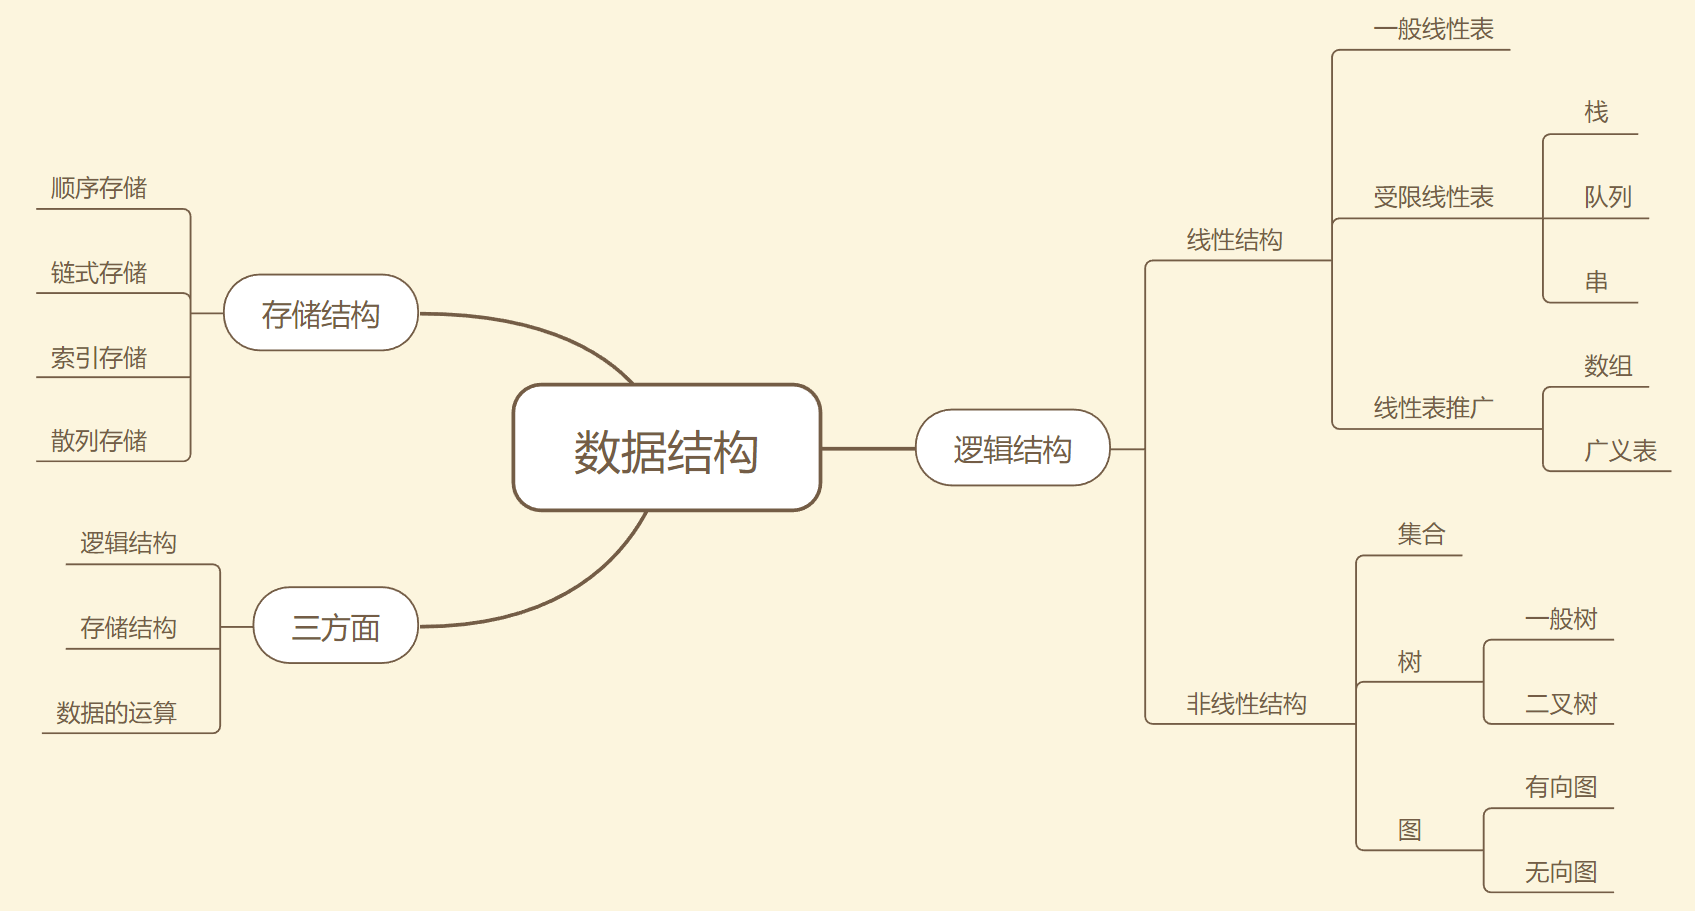 数据结构
存储结构
顺序存储
链式存储
索引存储
散列存储
三方面
逻辑结构
存储结构
数据的运算
逻辑结构
线性结构
一般线性表
受限线性表
栈
队列
串
线性表推广
数组
广义表
非线性结构
集合
树
一般树
二叉树
图
有向图
无向图